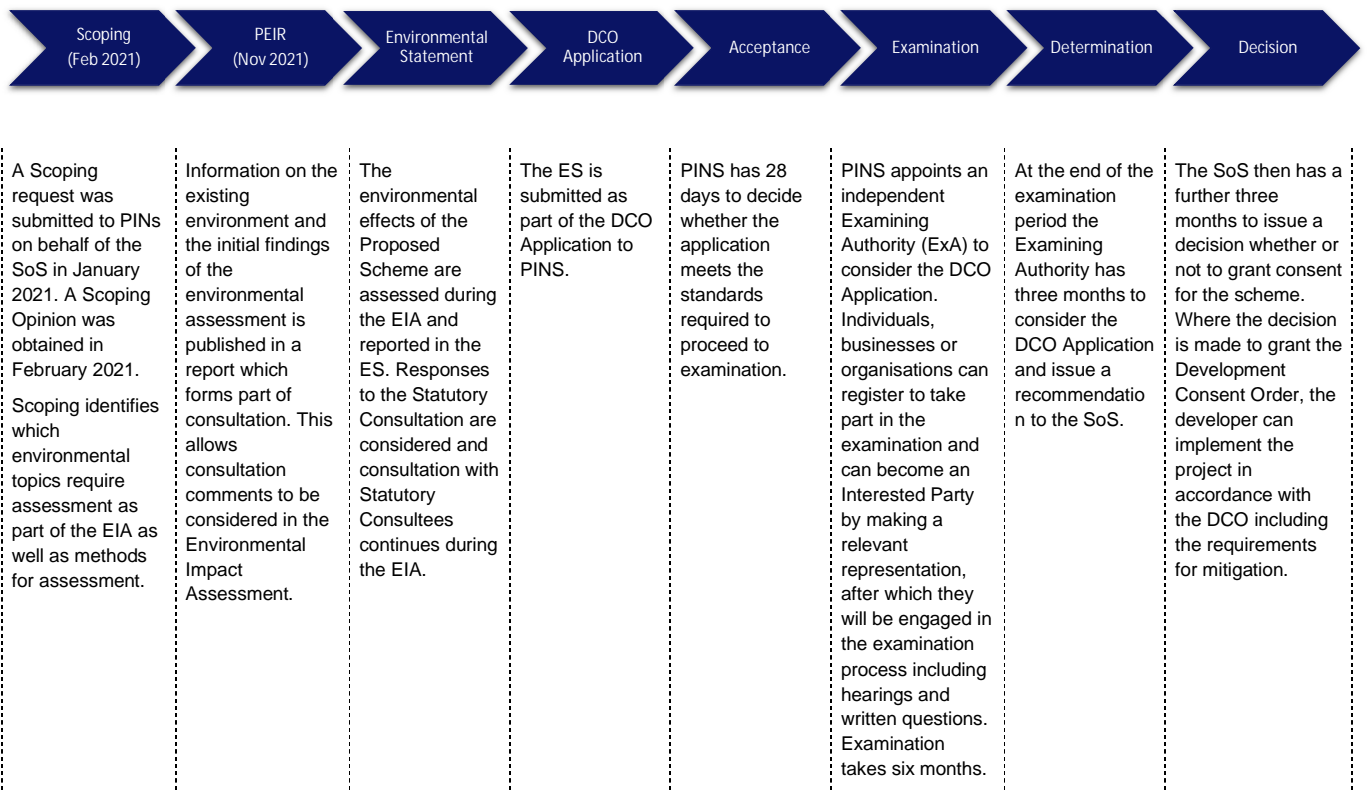 Scoping
(Feb 2021)
PEIR
(Nov 2021)
Environmental
Statement
DCO
Application
Acceptance
Examination
Determination
Decision
A Scoping
request was
submitted to PINs
on behalf of the
SoS in January
2021. A Scoping
Opinion was
obtained in
February 2021.
Scoping identifies
which
environmental
topics require
assessment as
part of the EIA as
well as methods
for assessment.
Information on the
existing
environment and
the initial findings
of the
environmental
assessment is
published in a
report which
forms part of
consultation. This
allows
consultation
comments to be
considered in the
Environmental
Impact
Assessment.
The
environmental
effects of the
Proposed
Scheme are
assessed during
the EIA and
reported in the
ES. Responses
to the Statutory
Consultation are
considered and
consultation with
Statutory
Consultees
continues during
the EIA.
The ES is
submitted as
part of the DCO
Application to
PINS.
PINS has 28
days to decide
whether the
application
meets the
standards
required to
proceed to
examination.
PINS appoints an
independent
Examining
Authority (ExA) to
consider the DCO
Application.
Individuals,
businesses or
organisations can
register to take
part in the
examination and
can become an
Interested Party
by making a
relevant
representation,
after which they
will be engaged in
the examination
process including
hearings and
written questions.
Examination
takes six months.
At the end of the
examination
period the
Examining
Authority has
three months to
consider the
DCO Application
and issue a
recommendatio
n to the SoS.
The SoS then has a
further three
months to issue a
decision whether or
not to grant consent
for the scheme.
Where the decision
is made to grant the
Development
Consent Order, the
developer can
implement the
project in
accordance with
the DCO including
the requirements
for mitigation.